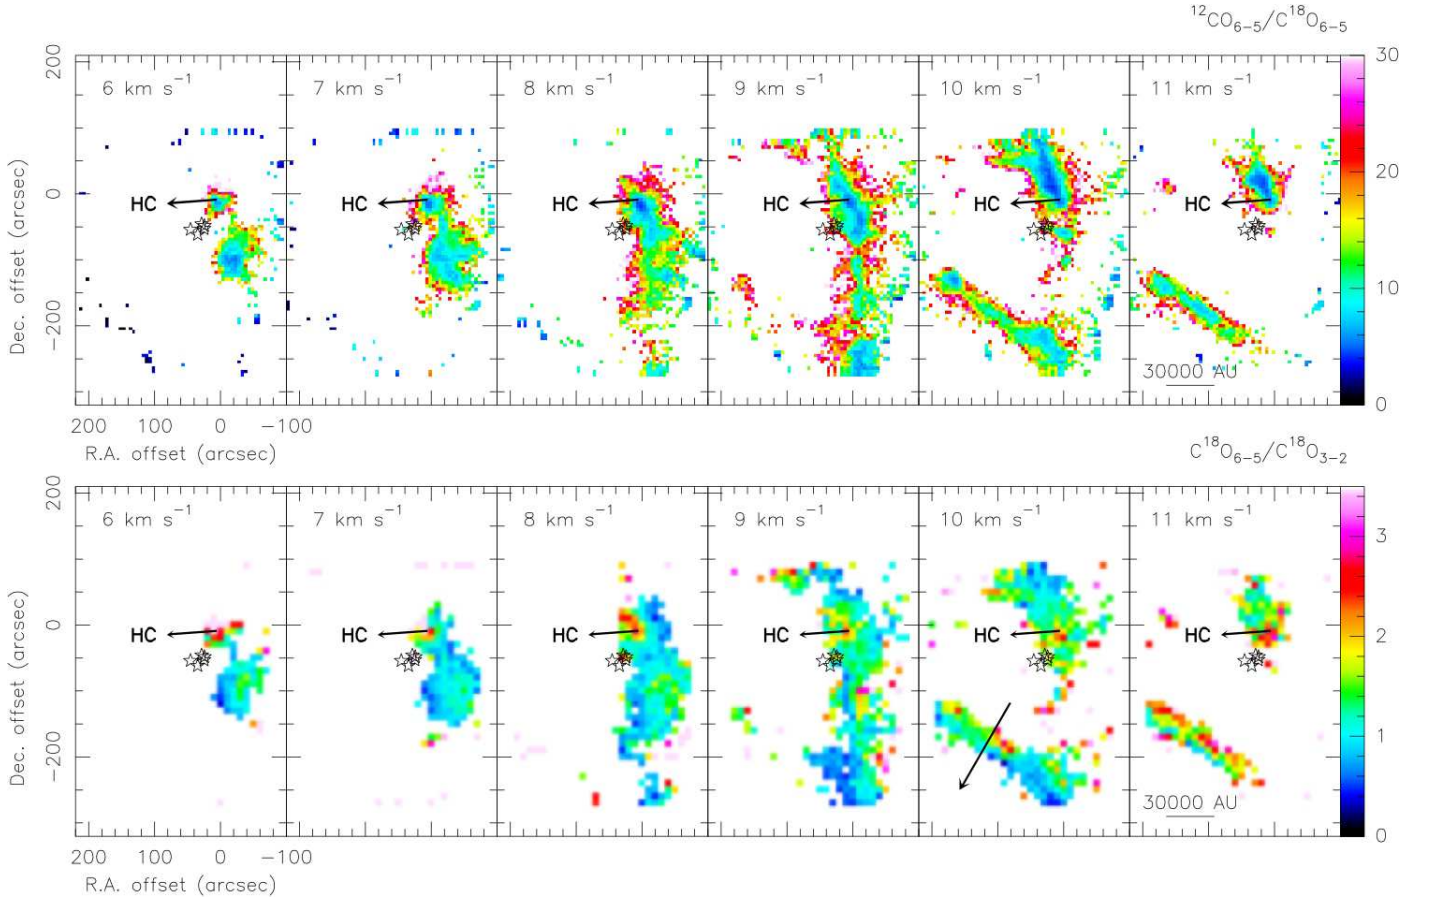 ¹²CO₆₋₅/C¹⁸O₆₋₅
6 km s⁻¹ 7 km s⁻¹ 8 km s⁻¹ 9 km s⁻¹ 10 km s⁻¹ 11 km s⁻¹
HC HC HC HC HC HC
30000 AU
Dec. offset (arcsec)
200
0
−200
30
20
10
0
200 100 0 −100
R.A. offset (arcsec)
C¹⁸O₆₋₅/C¹⁸O₃₋₂
6 km s⁻¹ 7 km s⁻¹ 8 km s⁻¹ 9 km s⁻¹ 10 km s⁻¹ 11 km s⁻¹
HC HC HC HC HC HC
30000 AU
Dec. offset (arcsec)
200
0
−200
3
2
1
0
200 100 0 −100
R.A. offset (arcsec)